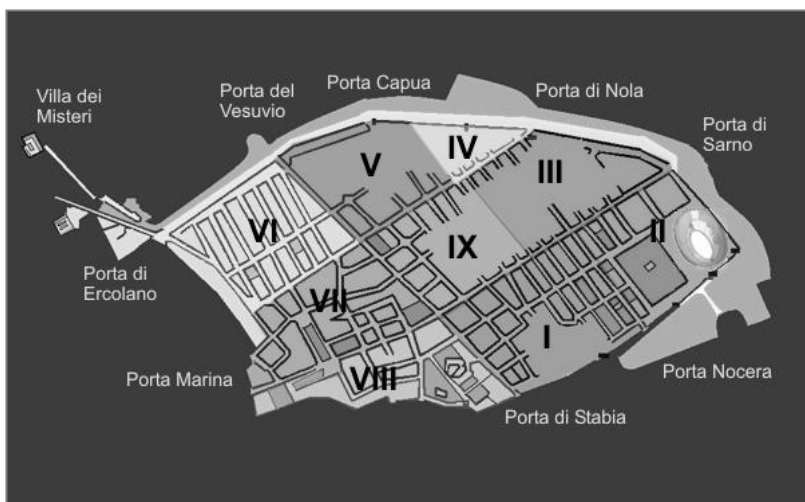 Porta Capua
Porta del
Vesuvio
Porta di Nola
Villa dei
Misteri
Porta di
Sarno
IV
V
III
VI
II
IX
Porta di
Ercolano
VII
I
VIII
Porta Marina
Porta Nocera
Porta di Stabia